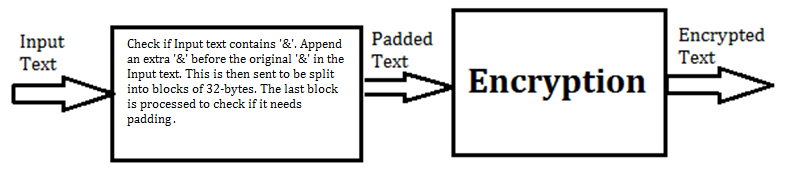 Input
Text
Check if Input text contains '&'. Append
an extra '&' before the original '&' in the
Input text. This is then sent to be split
into blocks of 32-bytes. The last block
is processed to check if it needs
padding.
Padded
Text
Encryption
Encrypted
Text